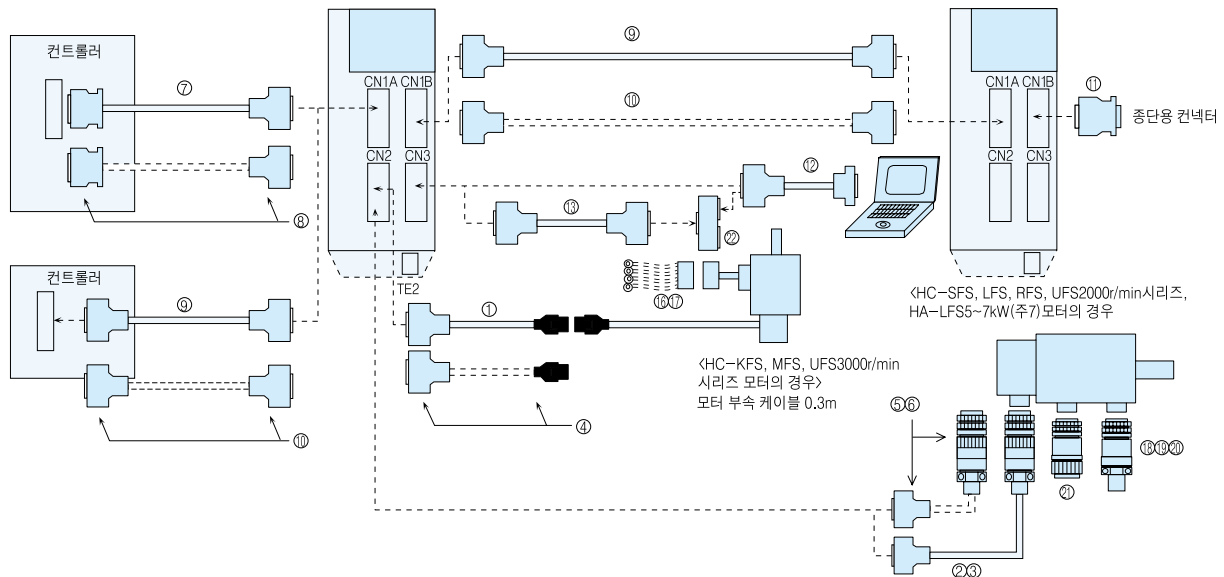 컨트롤러
⑦
⑧
컨트롤러
⑨
⑩
CN1A CN1B
CN2 CN3
TE2
⑨
⑩
⑫
⑬
㉒
⑯⑰
①
④
〈HC-KFS, MFS, UFS3000r/min
시리즈 모터의 경우〉
모터 부속 케이블 0.3m
CN1A CN1B
CN2 CN3
⑪
종단용 컨넥터
〈HC-SFS, LFS, RFS, UFS2000r/min시리즈,
HA-LFS5~7kW(주7)모터의 경우
⑤⑥
⑱⑲⑳
㉑
②③